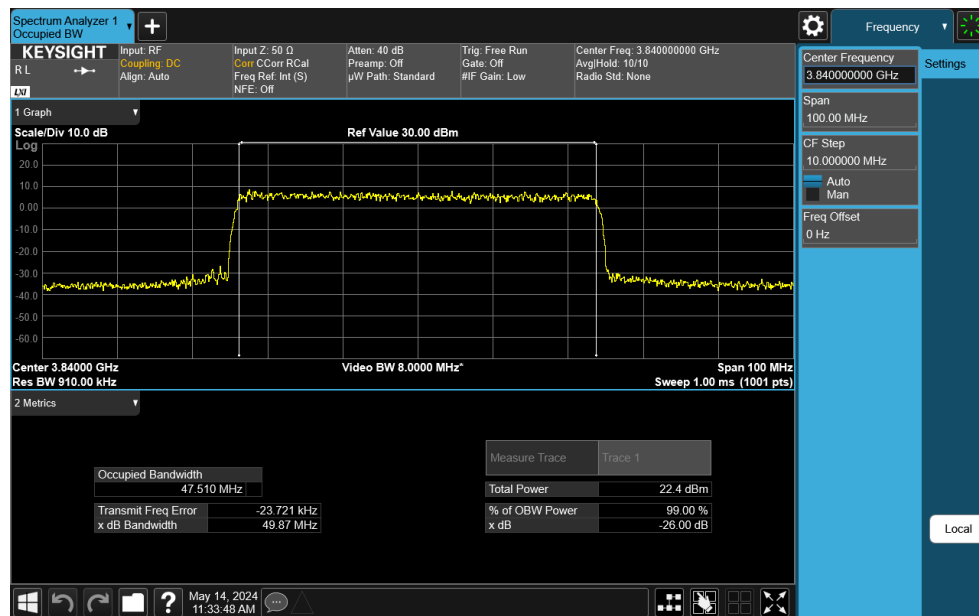 Spectrum Analyzer 1
Occupied BW
+
Frequency
KEYSIGHT
R L
LXI
Input: RF
Coupling: DC
Align: Auto
Input Z: 50 Ω
Corr CCorr RCal
Freq Ref: Int (S)
NFE: Off
Atten: 40 dB
Preamp: Off
µW Path: Standard
Trig: Free Run
Gate: Off
#IF Gain: Low
Center Freq: 3.840000000 GHz
Avg|Hold: 10/10
Radio Std: None
Center Frequency
3.840000000 GHz
Settings
Span
100.00 MHz
CF Step
10.000000 MHz
Auto
Man
Freq Offset
0 Hz
Local
1 Graph
Scale/Div 10.0 dB
Ref Value 30.00 dBm
Log
20.0
10.0
0.00
-10.0
-20.0
-30.0
-40.0
-50.0
-60.0
Center 3.84000 GHz
Video BW 8.0000 MHz*
Span 100 MHz
Res BW 910.00 kHz
Sweep 1.00 ms (1001 pts)
2 Metrics
Measure Trace
Trace 1
Occupied Bandwidth
47.510 MHz
Total Power
22.4 dBm
Transmit Freq Error
-23.721 kHz
% of OBW Power
99.00 %
x dB Bandwidth
49.87 MHz
x dB
-26.00 dB
?
May 14, 2024
11:33:48 AM